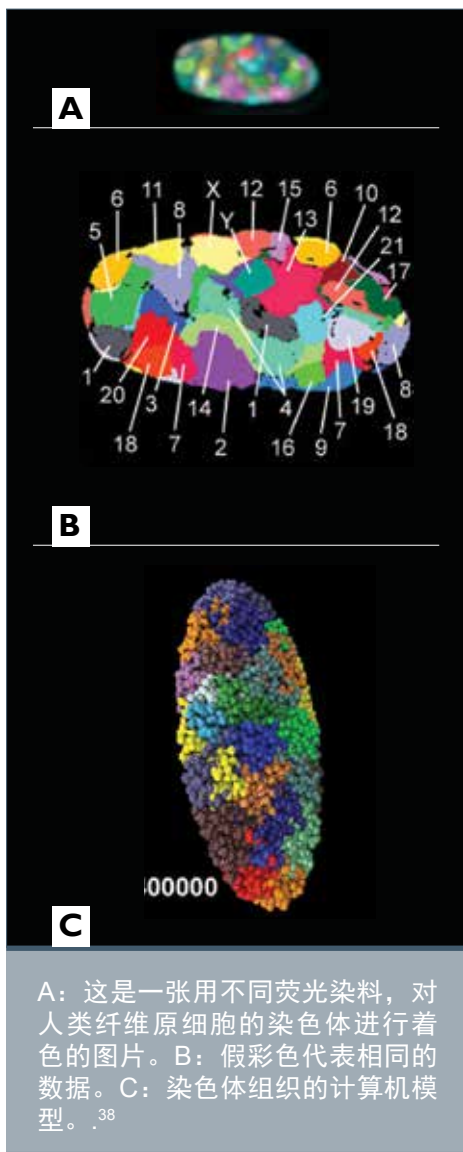 A
6 11 8 X Y 12 15 13 6 10 12 21 17
5
1 20 18 3 7 14 2 1 4 16 9 7 19 18 8
B
00000
C
A：这是一张用不同荧光染料，对
人类纤维原细胞的染色体进行着
色的图片。B：假彩色代表相同的
数据。C：染色体组织的计算机模
型。.38